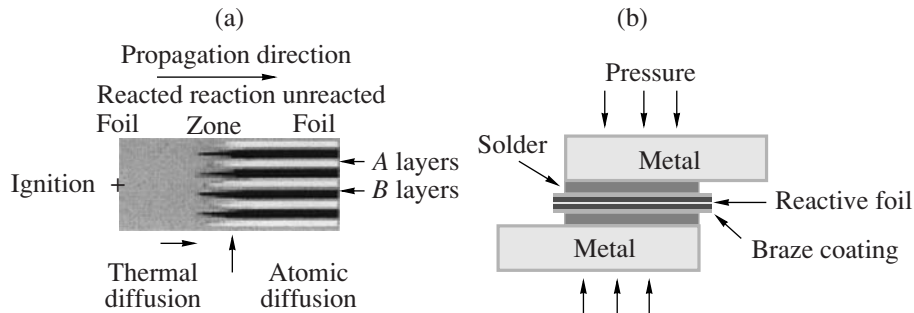 (a)
Propagation direction
Reacted reaction unreacted
Foil Zone Foil
A layers
B layers
Ignition
Thermal diffusion
Atomic diffusion
(b)
Pressure
Solder
Metal
Reactive foil
Braze coating
Metal